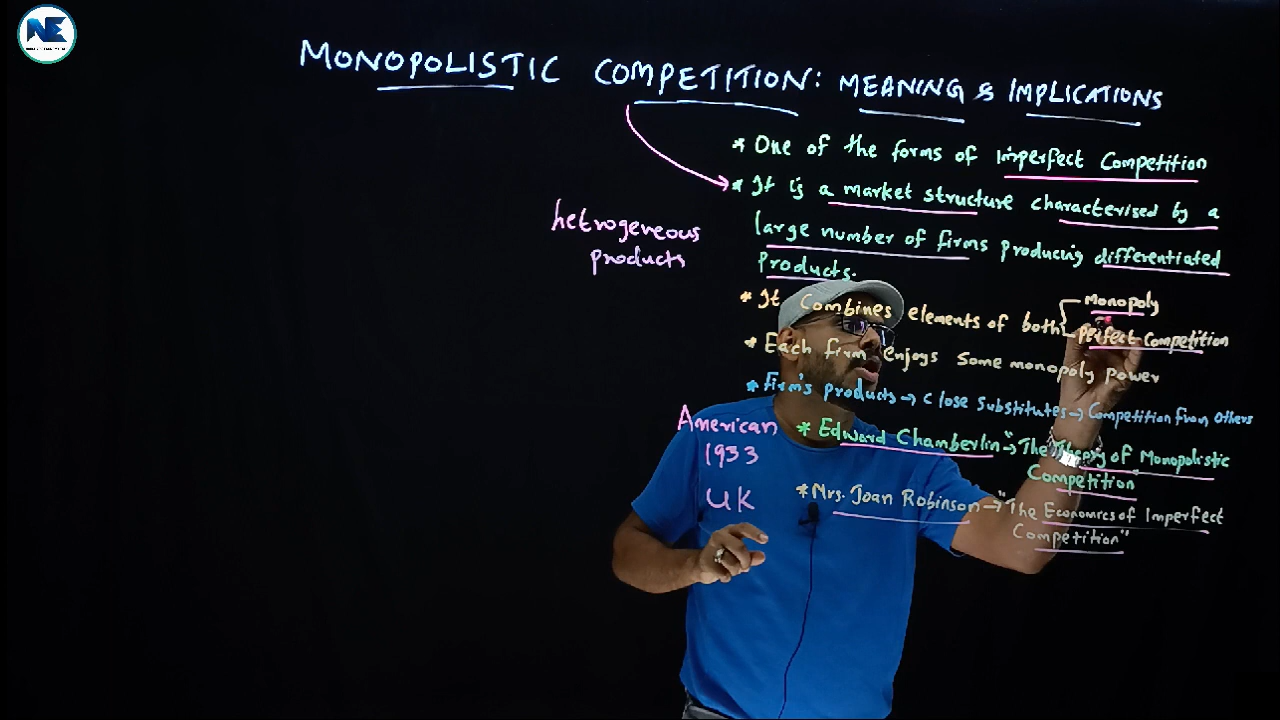 NE
MONOPOLISTIC COMPETITION: MEANING & IMPLICATIONS
* One of the forms of imperfect Competition
* It is a market structure characterised by a
large number of firms producing differentiated
Products.
hetrogeneous
products
* It Combines elements of both
Monopoly
Perfect Competition
* Each firm enjoys Some monopoly power
* Firm's products → Close Substitutes → Competition from Others
American
1933
* Edward Chamberlin → "The Theory of Monopolistic
Competition"
UK
* Mrs. Joan Robinson → "The Economics of Imperfect
Competition"